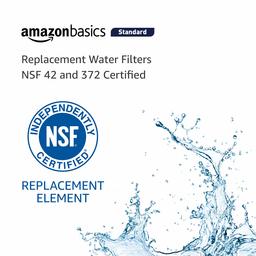 amazonbasics Standard
Replacement Water Filters
NSF 42 and 372 Certified
INDEPENDENTLY
NSF
CERTIFIED
REPLACEMENT
ELEMENT